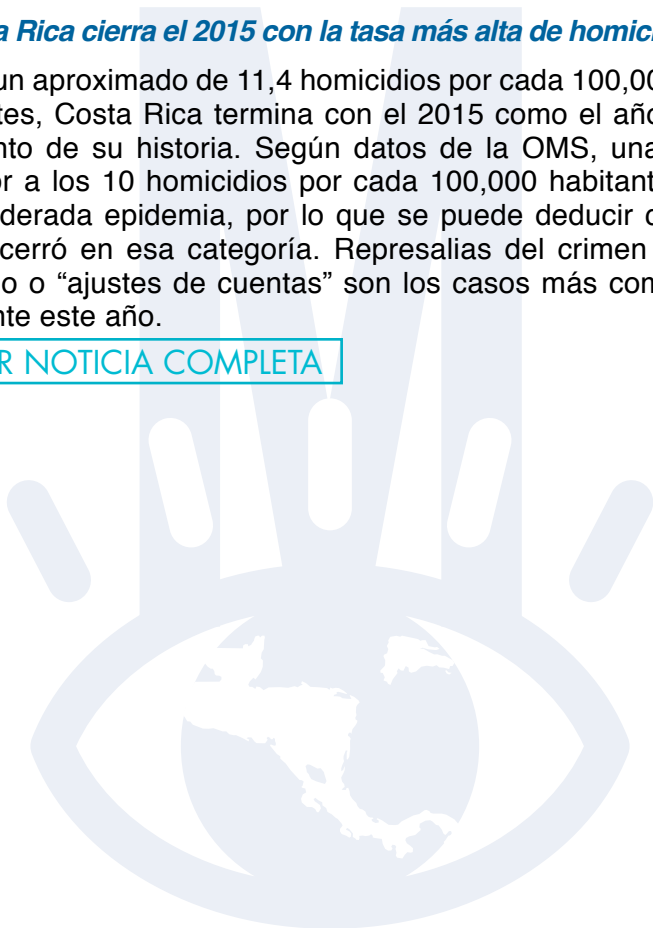 a Rica cierra el 2015 con la tasa más alta de homici
un aproximado de 11,4 homicidios por cada 100,00
tes, Costa Rica termina con el 2015 como el año
nto de su historia. Según datos de la OMS, una
or a los 10 homicidios por cada 100,000 habitant
derada epidemia, por lo que se puede deducir
cerró en esa categoría. Represalias del crimen
o o “ajustes de cuentas” son los casos más com
nte este año.
R NOTICIA COMPLETA